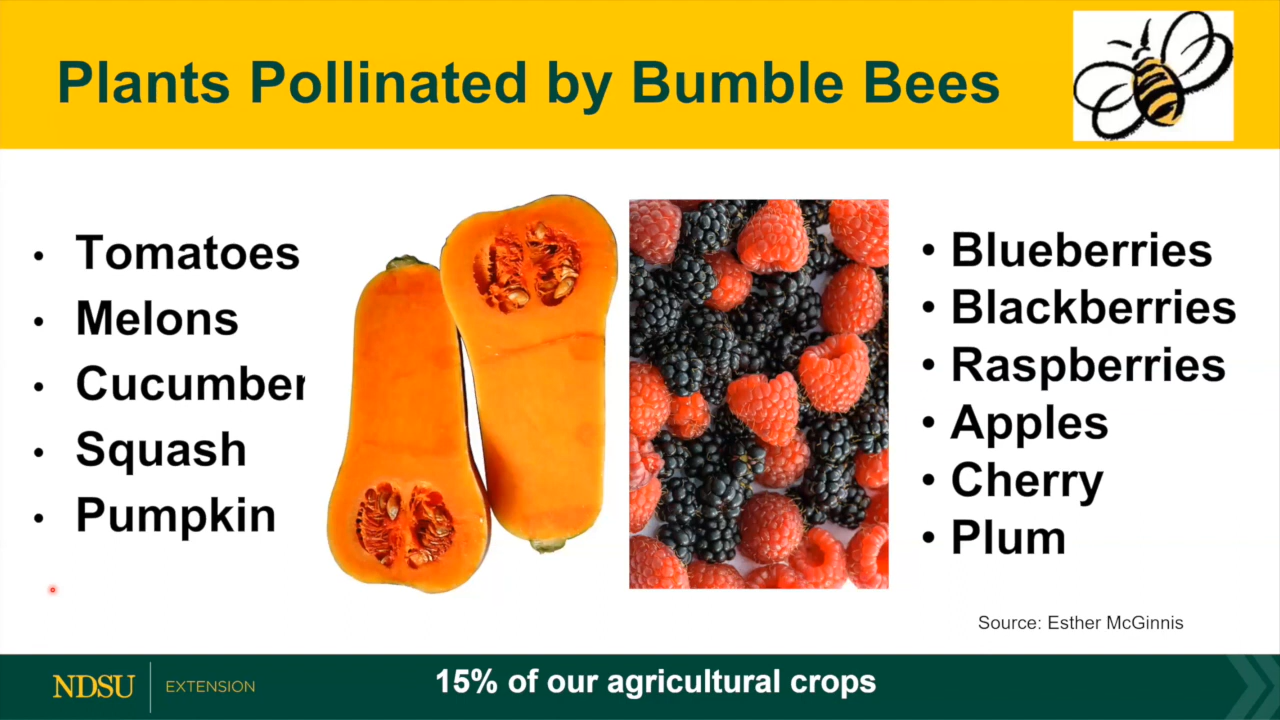 Plants Pollinated by Bumble Bees
• Tomatoes
• Melons
• Cucumber
• Squash
• Pumpkin
• Blueberries
• Blackberries
• Raspberries
• Apples
• Cherry
• Plum
Source: Esther McGinnis
NDSU EXTENSION
15% of our agricultural crops